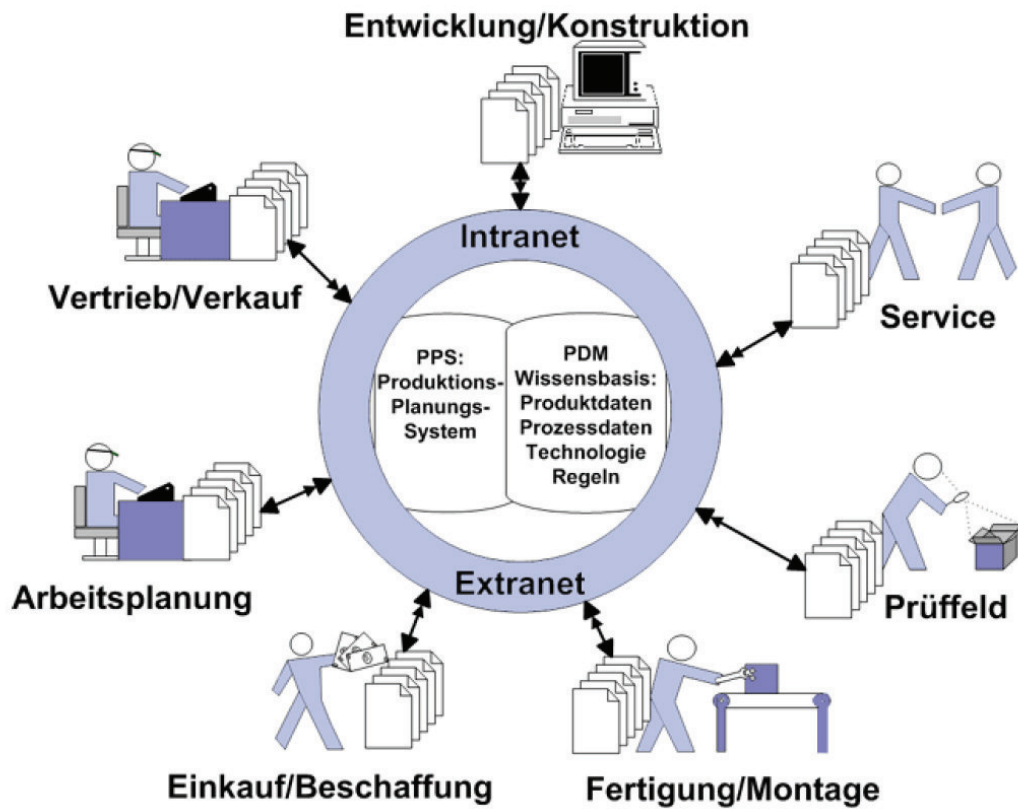 Entwicklung/Konstruktion
Intranet
Vertrieb/Verkauf
Service
PPS:
Produktions-
Planungs-
System
PDM
Wissensbasis:
Produktdaten
Prozessdaten
Technologie
Regeln
Arbeitsplanung
Extranet
Prüffeld
Einkauf/Beschaffung
Fertigung/Montage